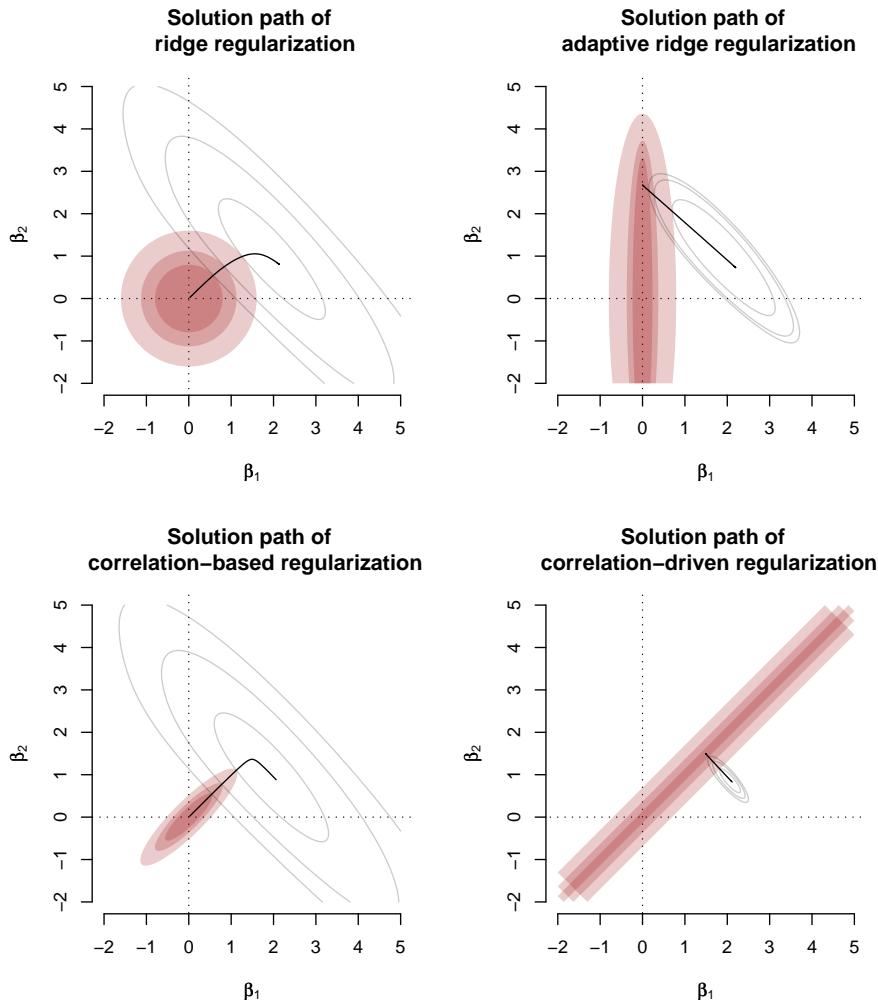 Solution path of
ridge regularization
5
4
3
2
1
0
−1
−2
β2
−2 −1 0 1 2 3 4 5
β1
Solution path of
adaptive ridge regularization
5
4
3
2
1
0
−1
−2
β2
−2 −1 0 1 2 3 4 5
β1
Solution path of
correlation−based regularization
5
4
3
2
1
0
−1
−2
β2
−2 −1 0 1 2 3 4 5
β1
Solution path of
correlation−driven regularization
5
4
3
2
1
0
−1
−2
β2
−2 −1 0 1 2 3 4 5
β1